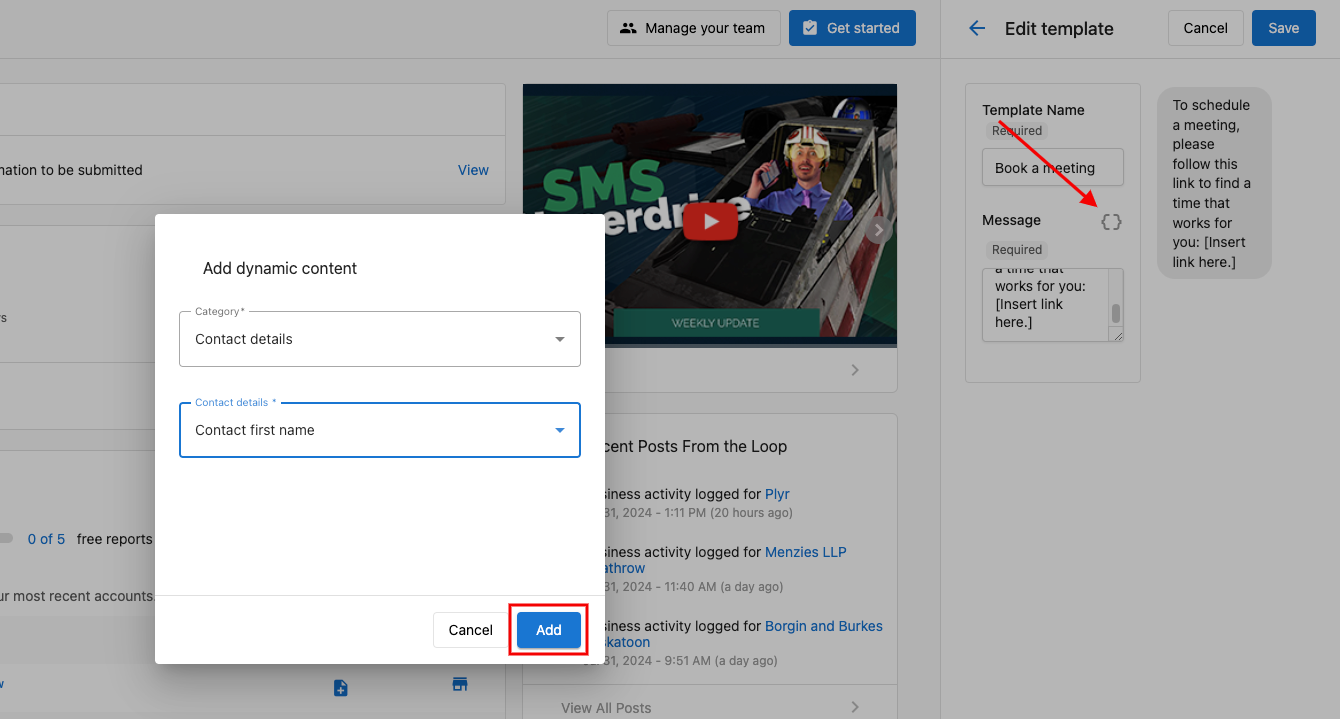 Manage your team
Get started
Edit template
Cancel
Save
Template Name
Required
Book a meeting
Message
Required
a time that
works for you:
[Insert link
here.]
To schedule
a meeting,
please
follow this
link to find a
time that
works for
you: [Insert
link here.]
mation to be submitted
View
SMS
WEEKLY UPDATE
Add dynamic content
Category*
Contact details
Contact details *
Contact first name
Cancel
Add
0 of 5 free reports
ur most recent accounts.
cent Posts From the Loop
siness activity logged for Plyr
31, 2024 - 1:11 PM (20 hours ago)
siness activity logged for Menzies LLP
athrow
31, 2024 - 11:40 AM (a day ago)
siness activity logged for Borgin and Burkes
skatoon
31, 2024 - 9:51 AM (a day ago)
View All Posts